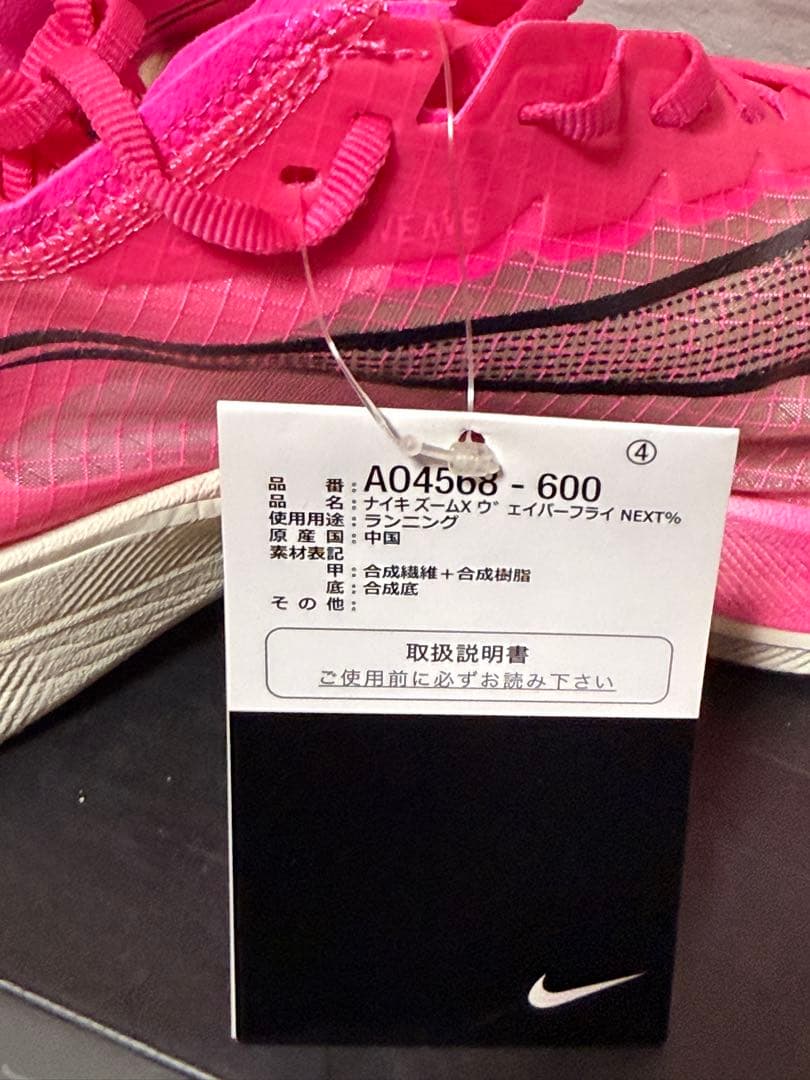 ④
品番：AO4568 - 600
品名：ナイキ ズームX ヴェイパーフライ NEXT%
使用用途：ランニング
原産国：中国
素材表記
甲：合成繊維＋合成樹脂
底：合成底
その他：
取扱説明書
ご使用前に必ずお読み下さい